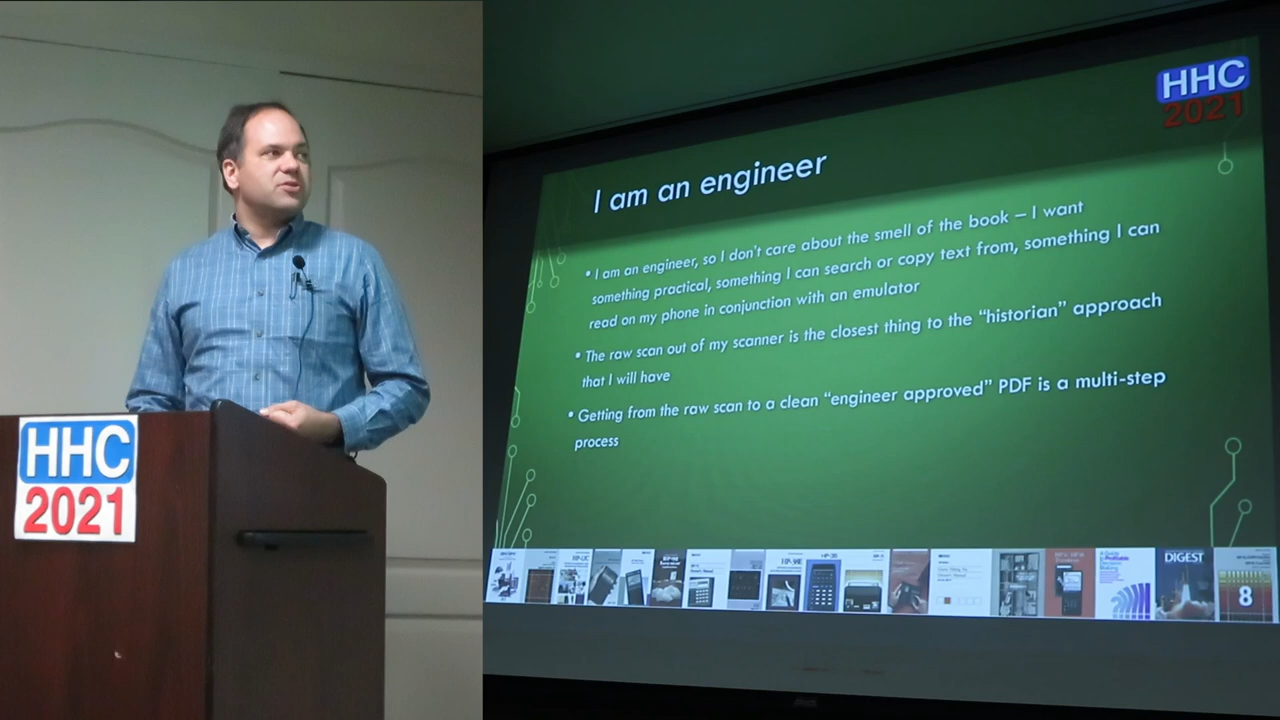 HHC
2021
HHC
2021
I am an engineer
• I am an engineer, so I don't care about the smell of the book – I want
something practical, something I can search or copy text from, something I can
read on my phone in conjunction with an emulator
• The raw scan out of my scanner is the closest thing to the “historian” approach
that I will have
• Getting from the raw scan to a clean “engineer approved” PDF is a multi-step
process
DIGEST
8